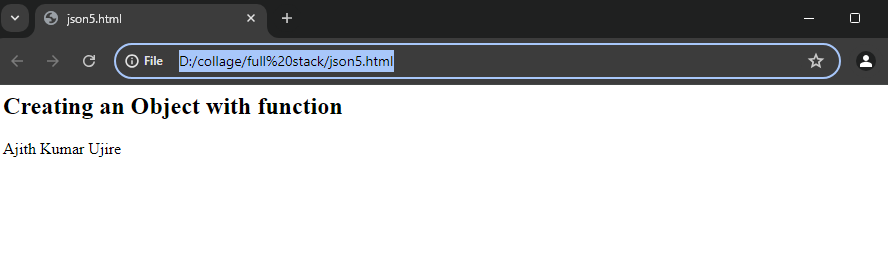 json5.html
File D:/collage/full%20stack/json5.html
Creating an Object with function
Ajith Kumar Ujire